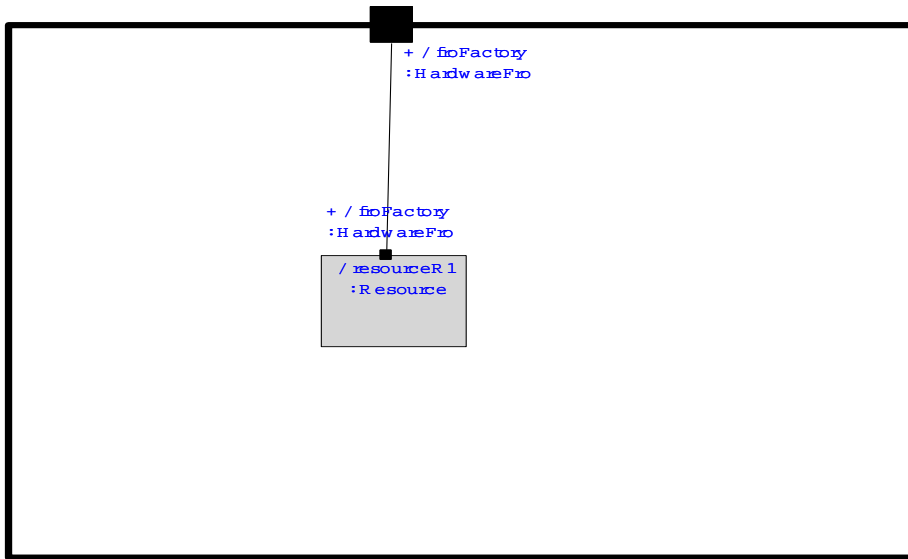 + / froFactory
:HardwareFro
+ / froFactory
:HardwareFro
/ resourceR1
:Resource